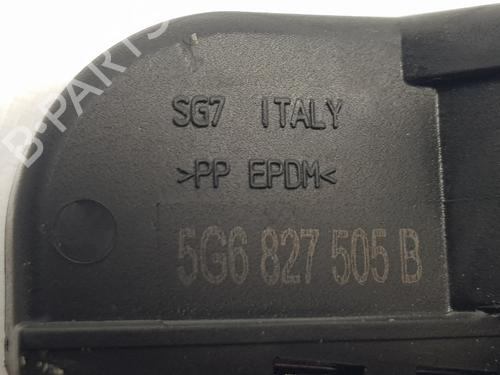 B-PARTS
SG7 ITALY
>PP EPDM<
5G6 827 505 B